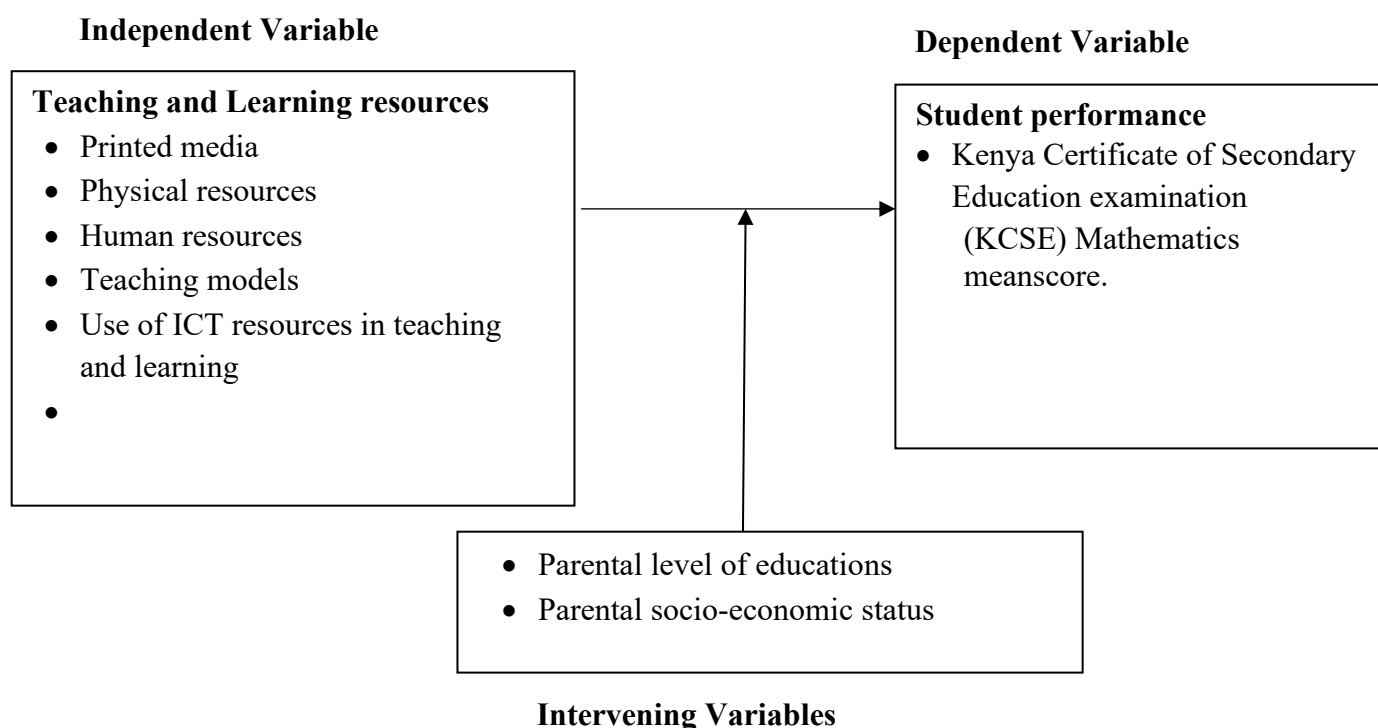 Independent Variable
Dependent Variable
Teaching and Learning resources
• Printed media
• Physical resources
• Human resources
• Teaching models
• Use of ICT resources in teaching
and learning
•
Student performance
• Kenya Certificate of Secondary
Education examination
(KCSE) Mathematics
meanscore.
• Parental level of educations
• Parental socio-economic status
Intervening Variables